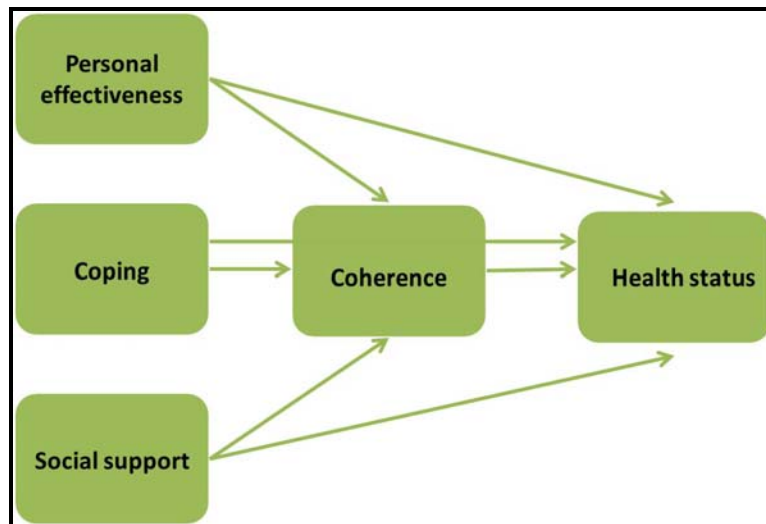 Personal
effectiveness
Coping
Coherence
Health status
Social support